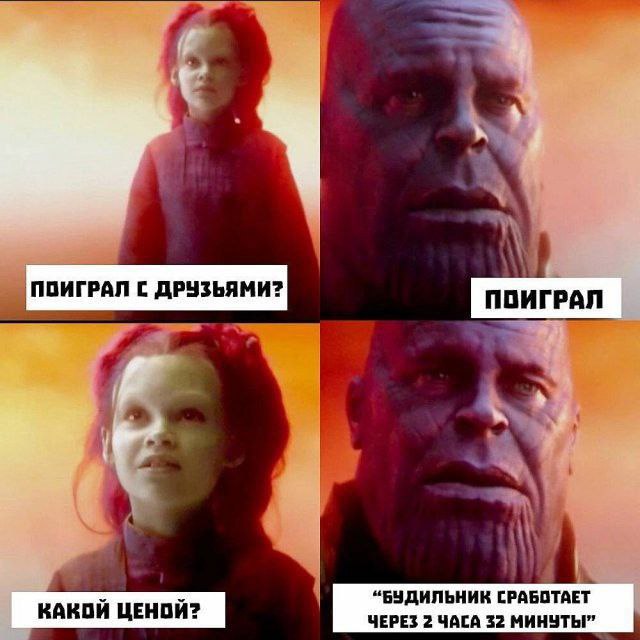 ПОИГРАЛ С ДРУЗЬЯМИ?
ПОИГРАЛ
КАКОЙ ЦЕНОЙ?
“БУДИЛЬНИК СРАБОТАЕТ
ЧЕРЕЗ 2 ЧАСА 32 МИНУТЫ”